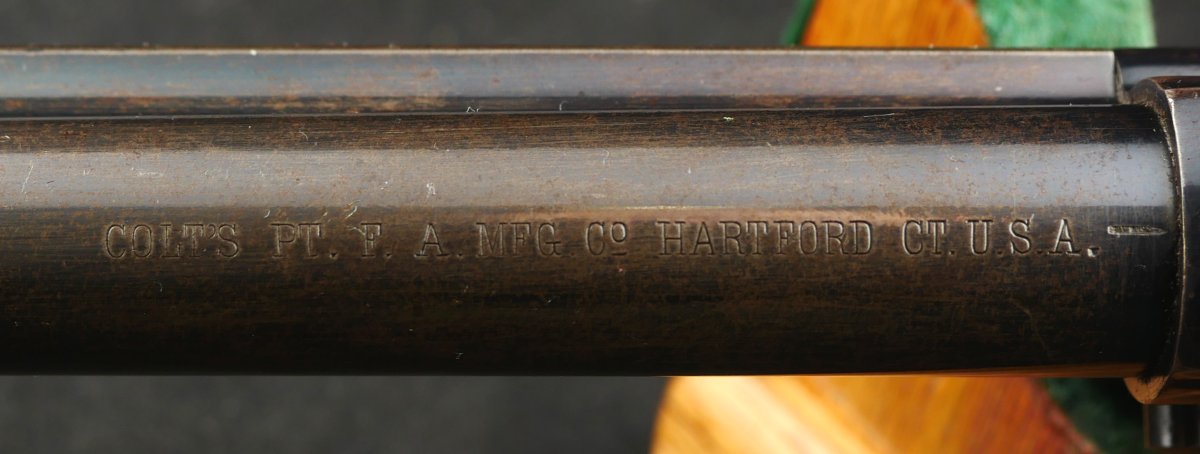 COLT'S PT. F. A. MFG. Cº HARTFORD CT. U.S.A.